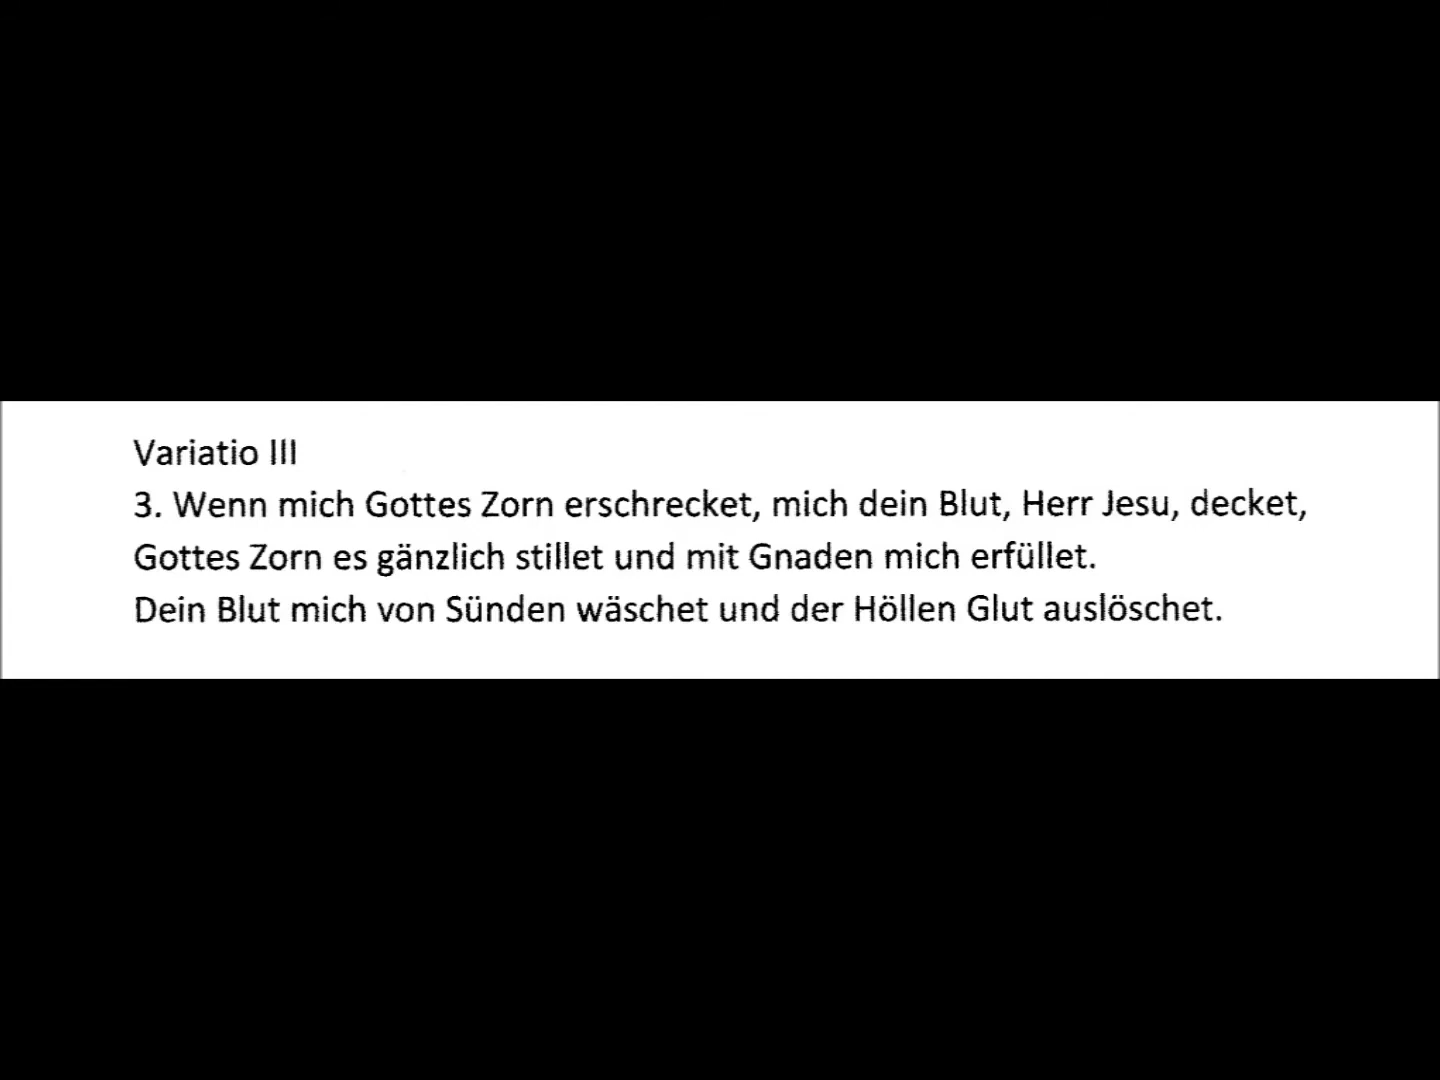 Variatio III
3. Wenn mich Gottes Zorn erschrecket, mich dein Blut, Herr Jesu, decket,
Gottes Zorn es gänzlich stillet und mit Gnaden mich erfüllet.
Dein Blut mich von Sünden wäschet und der Höllen Glut auslöschet.